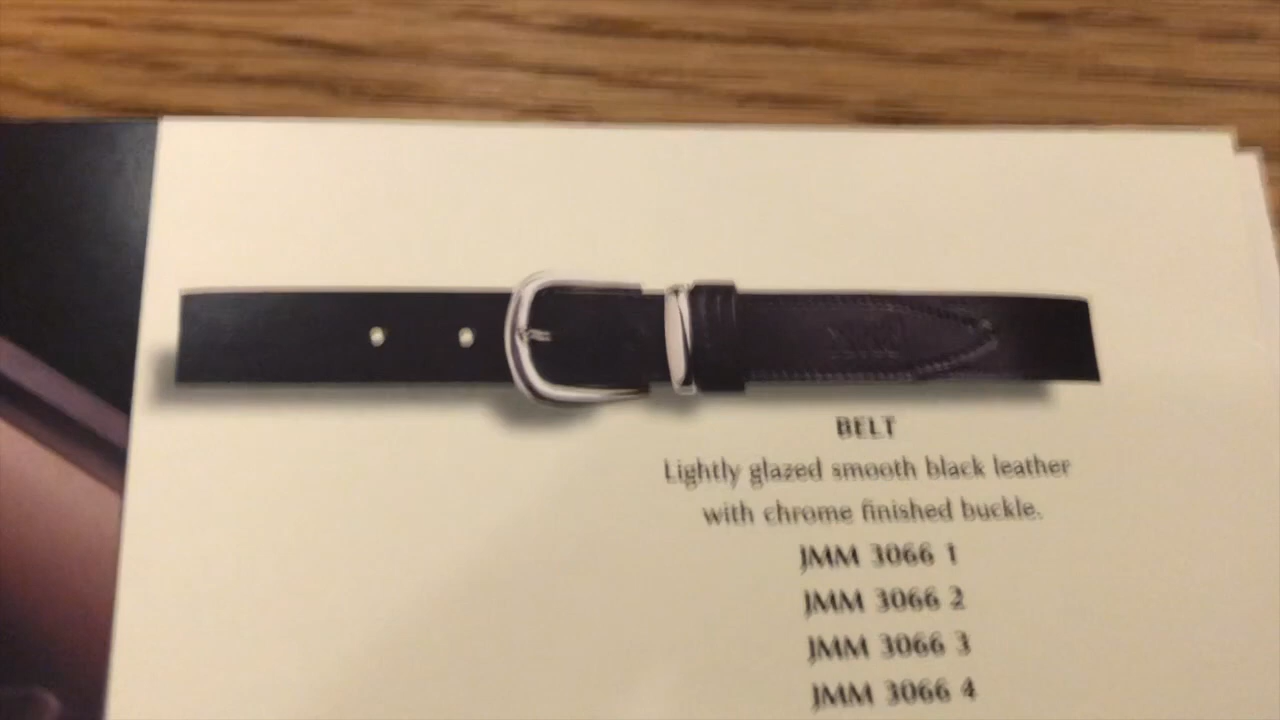 BELT
Lightly glazed smooth black leather
with chrome finished buckle.
JMM 3066 1
JMM 3066 2
JMM 3066 3
JMM 3066 4